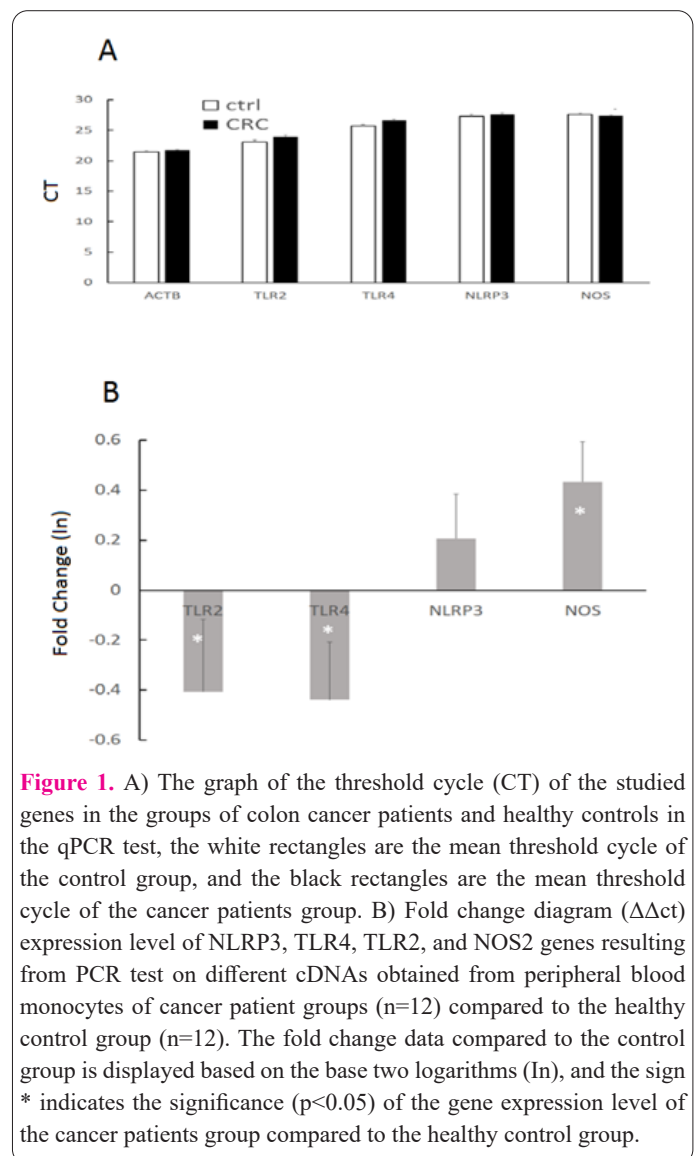 A
30
25
20
15
10
5
0
CT
ctrl
CRC
ACTB TLR2 TLR4 NLRP3 NOS
B
0.6
0.4
0.2
0
-0.2
-0.4
-0.6
Fold Change (In)
TLR2 TLR4 NLRP3 NOS
* * *
Figure 1. A) The graph of the threshold cycle (CT) of the studied
genes in the groups of colon cancer patients and healthy controls in
the qPCR test, the white rectangles are the mean threshold cycle of
the control group, and the black rectangles are the mean threshold
cycle of the cancer patients group. B) Fold change diagram (ΔΔct)
expression level of NLRP3, TLR4, TLR2, and NOS2 genes resulting
from PCR test on different cDNAs obtained from peripheral blood
monocytes of cancer patient groups (n=12) compared to the healthy
control group (n=12). The fold change data compared to the control
group is displayed based on the base two logarithms (In), and the sign
* indicates the significance (p<0.05) of the gene expression level of
the cancer patients group compared to the healthy control group.